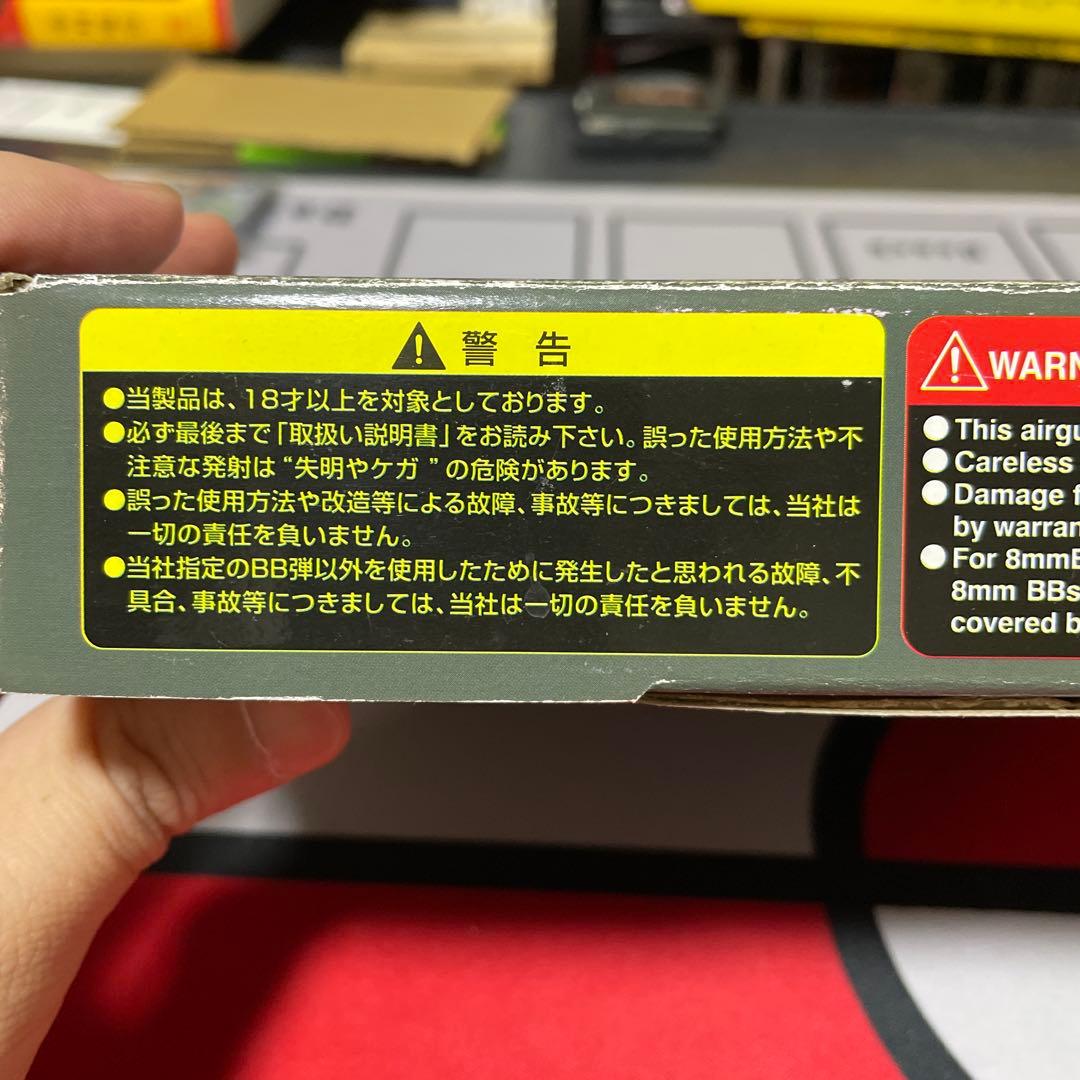 警 告
●当製品は、18才以上を対象としております。
●必ず最後まで「取扱い説明書」をお読み下さい。誤った使用方法や不
注意な発射は“失明やケガ ”の危険があります。
●誤った使用方法や改造等による故障、事故等につきましては、当社は
一切の責任を負いません。
●当社指定のBB弾以外を使用したために発生したと思われる故障、不
具合、事故等につきましては、当社は一切の責任を負いません。
WARN
●This airgu
●Careless
●Damage f
by warran
●For 8mmB
8mm BBs
covered b